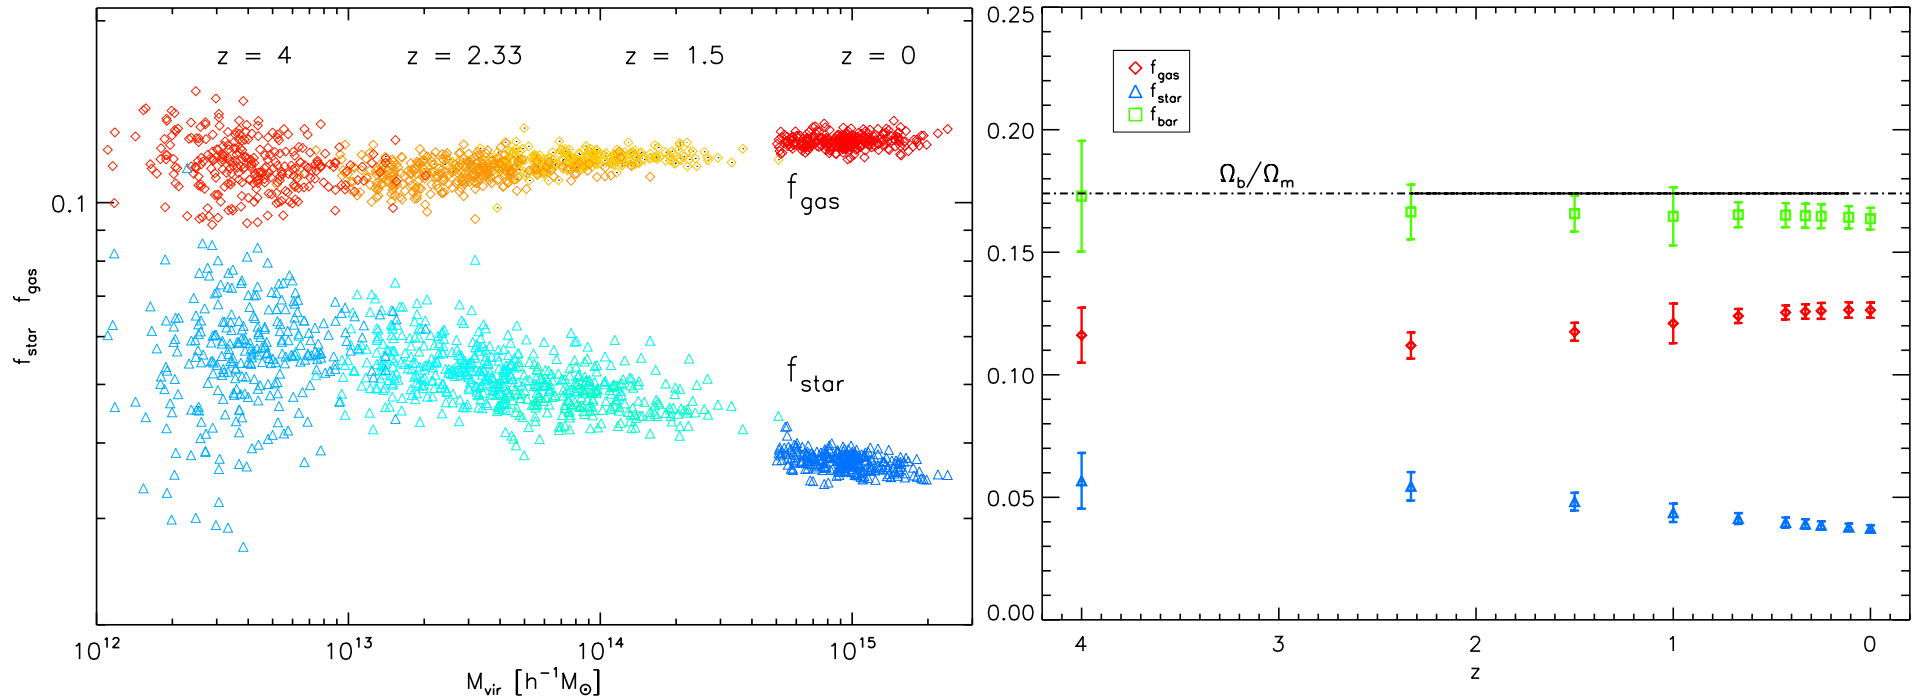 z = 4 z = 2.33 z = 1.5 z = 0
0.1
f_star f_gas
f_gas
f_star
10^12 10^13 10^14 10^15
M_vir [h^−1 M_⊙]
0.25
0.20
0.15
0.10
0.05
0.00
f_gas
f_star
f_bar
Ω_b/Ω_m
4 3 2 1 0
z